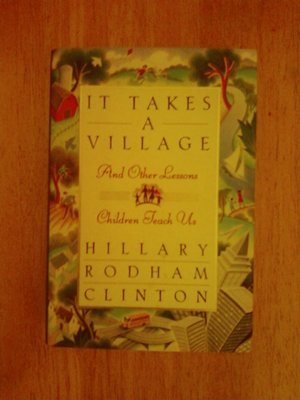 IT TAKES
A
VILLAGE
And Other Lessons
Children Teach Us
HILLARY
RODHAM
CLINTON